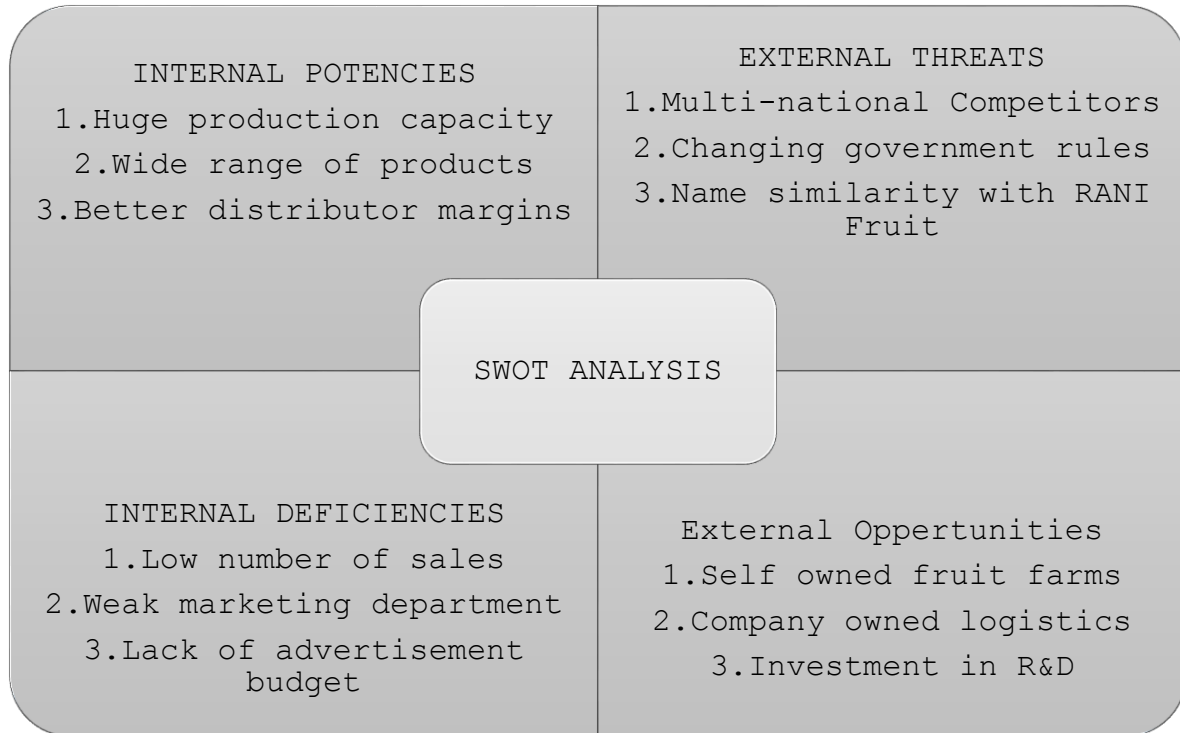 INTERNAL POTENCIES
1.Huge production capacity
2.Wide range of products
3.Better distributor margins
EXTERNAL THREATS
1.Multi-national Competitors
2.Changing government rules
3.Name similarity with RANI
Fruit
SWOT ANALYSIS
INTERNAL DEFICIENCIES
1.Low number of sales
2.Weak marketing department
3.Lack of advertisement
budget
External Oppertunities
1.Self owned fruit farms
2.Company owned logistics
3.Investment in R&D